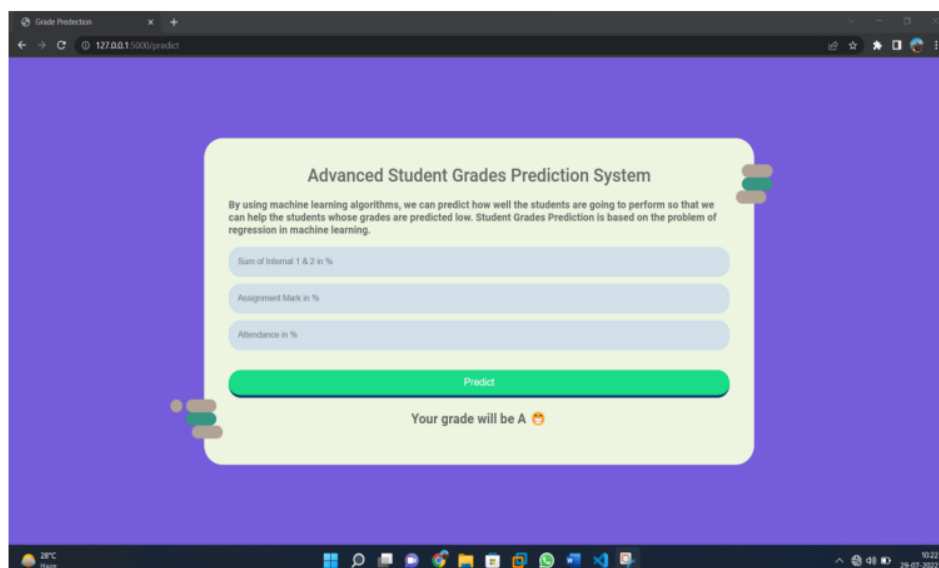 Grade Predection
127.0.0.1:5000/predict
Advanced Student Grades Prediction System
By using machine learning algorithms, we can predict how well the students are going to perform so that we
can help the students whose grades are predicted low. Student Grades Prediction is based on the problem of
regression in machine learning.
Sum of Internal 1 & 2 in %
Assignment Mark in %
Attendance in %
Predict
Your grade will be A 😁
28°C
Haze
10:22
29-07-2022